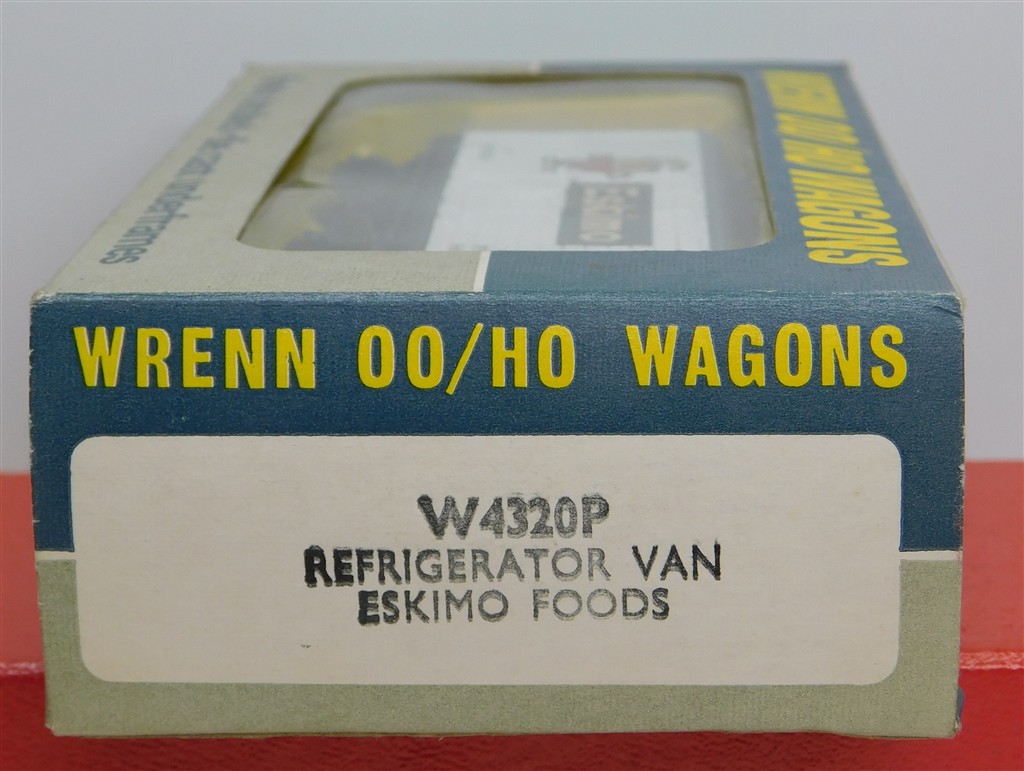 WRENN OO/HO WAGONS
ESKIMO
WRENN OO/HO WAGONS
W4320P
REFRIGERATOR VAN
ESKIMO FOODS